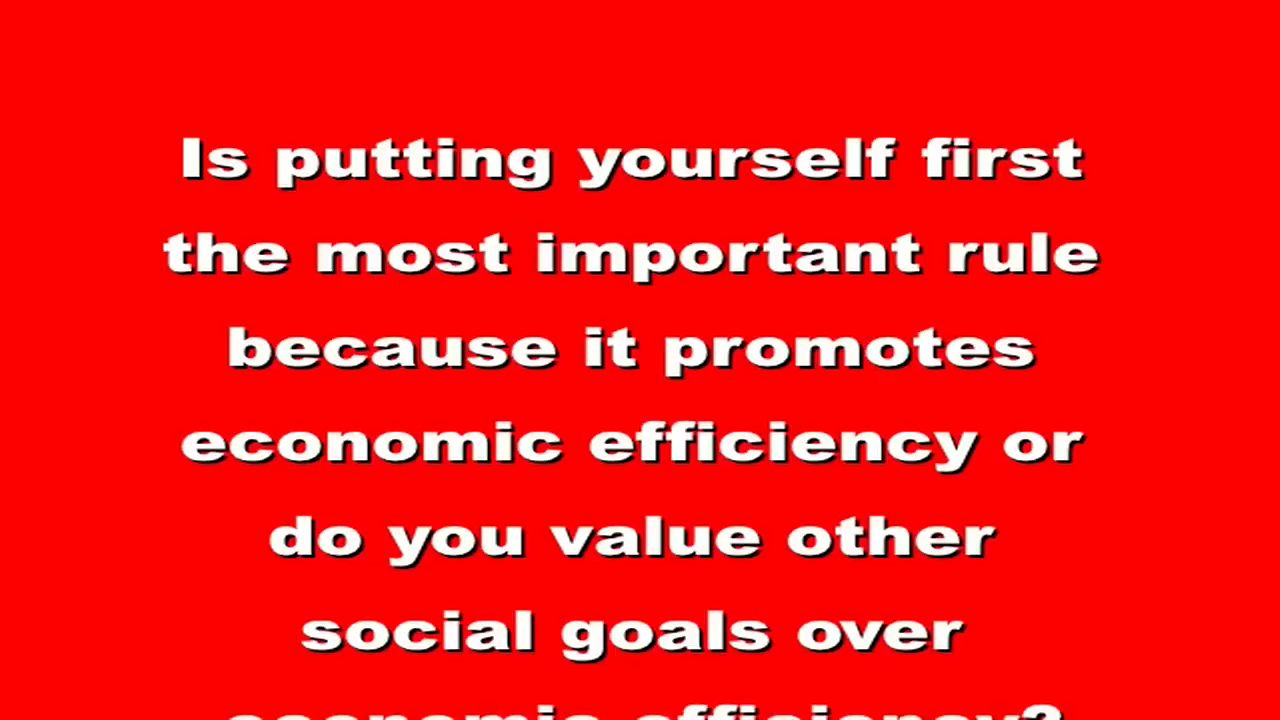 Is putting yourself first
the most important rule
because it promotes
economic efficiency or
do you value other
social goals over
economic efficiency?